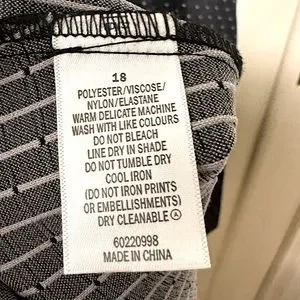 18
POLYESTER/VISCOSE/
NYLON/ELASTANE
WARM DELICATE MACHINE
WASH WITH LIKE COLOURS
DO NOT BLEACH
LINE DRY IN SHADE
DO NOT TUMBLE DRY
COOL IRON
(DO NOT IRON PRINTS
OR EMBELLISHMENTS)
DRY CLEANABLE Ⓐ
60220998
MADE IN CHINA